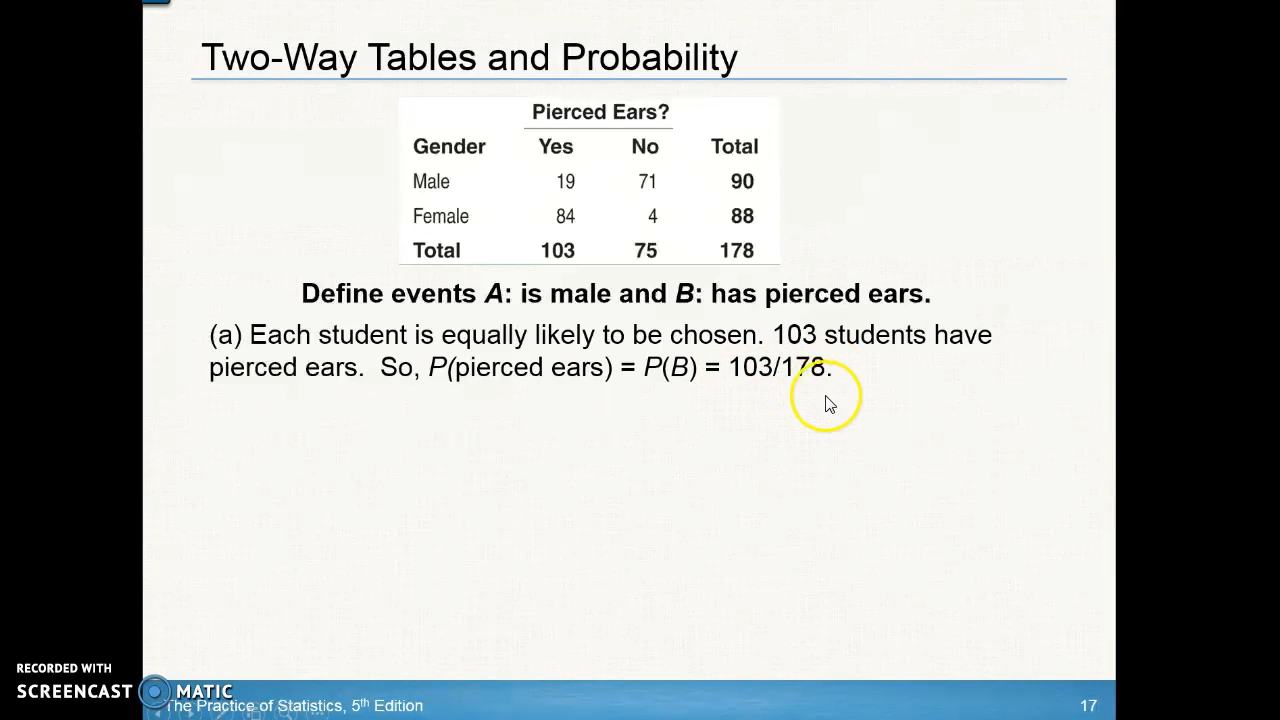 Two-Way Tables and Probability
Pierced Ears?
Gender Yes No Total
Male 19 71 90
Female 84 4 88
Total 103 75 178
Define events A: is male and B: has pierced ears.
(a) Each student is equally likely to be chosen. 103 students have
pierced ears. So, P(pierced ears) = P(B) = 103/178.
RECORDED WITH
SCREENCAST MATIC
The Practice of Statistics, 5th Edition
17